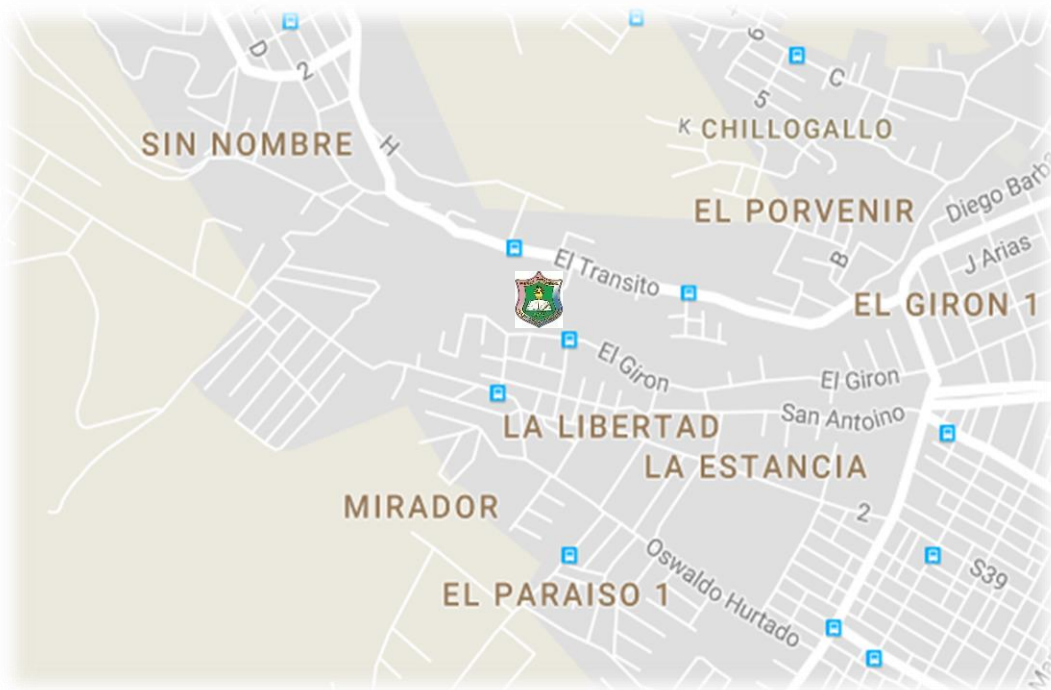 D
2
6
C
5
SIN NOMBRE
H
K
CHILLOGALLO
EL PORVENIR
Diego Barba
B
J Arias
El Transito
EL GIRON 1
El Giron
El Giron
San Antoino
LA LIBERTAD
LA ESTANCIA
MIRADOR
2
Oswaldo Hurtado
S39
EL PARAISO 1